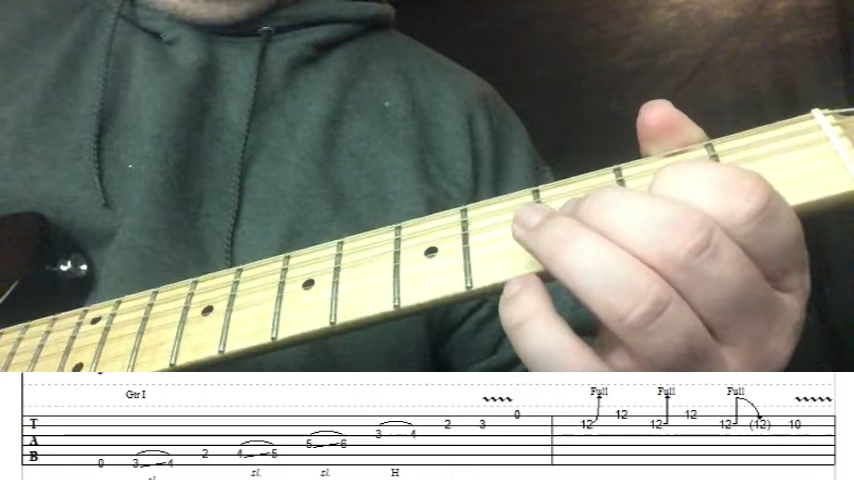 Gtr I
Full Full Full
0 12 12
T 2 3 12 12 12 (12) 10
3 4
A 5 6
B 2 4 5
0 3 4
sl. sl. sl. H